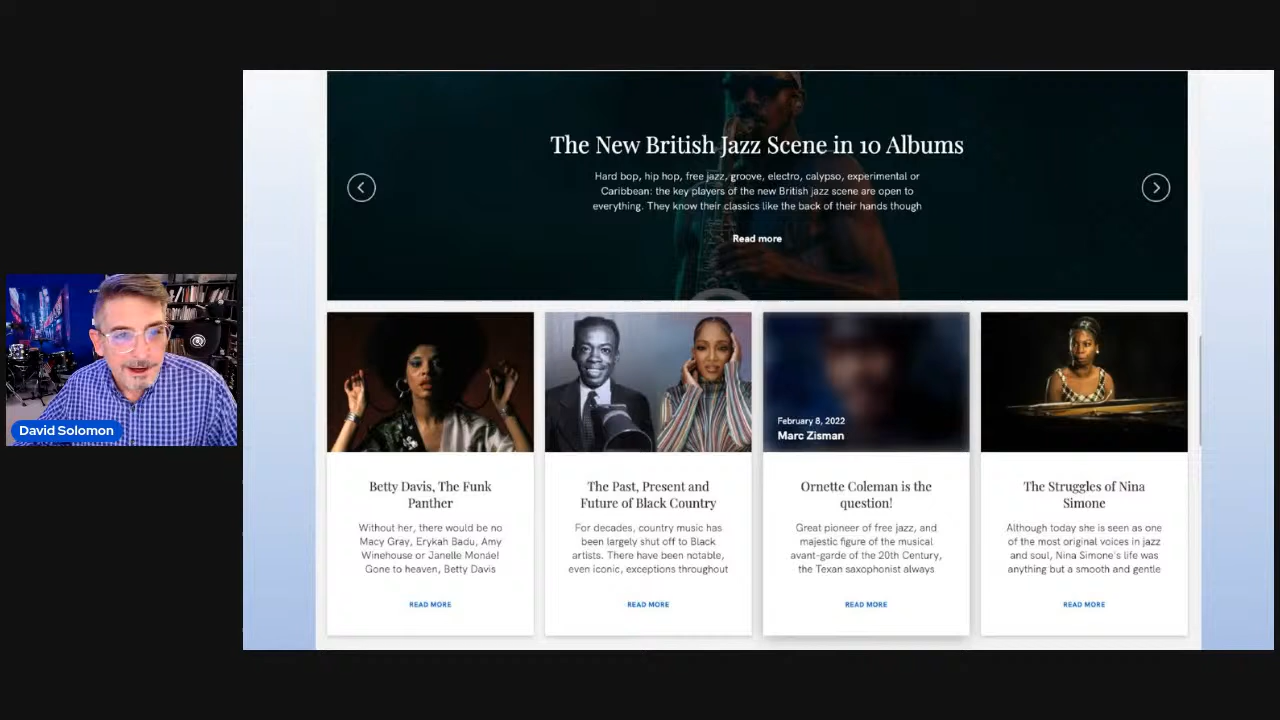 The New British Jazz Scene in 10 Albums
Hard bop, hip hop, free jazz, groove, electro, calypso, experimental or
Caribbean: the key players of the new British jazz scene are open to
everything. They know their classics like the back of their hands though
Read more
David Solomon
Betty Davis, The Funk
Panther
Without her, there would be no
Macy Gray, Erykah Badu, Amy
Winehouse or Janelle Monáe!
Gone to heaven, Betty Davis
READ MORE
The Past, Present and
Future of Black Country
For decades, country music has
been largely shut off to Black
artists. There have been notable,
even iconic, exceptions throughout
READ MORE
February 8, 2022
Marc Zisman
Ornette Coleman is the
question!
Great pioneer of free jazz, and
majestic figure of the musical
avant-garde of the 20th Century,
the Texan saxophonist always
READ MORE
The Struggles of Nina
Simone
Although today she is seen as one
of the most original voices in jazz
and soul, Nina Simone's life was
anything but a smooth and gentle
READ MORE